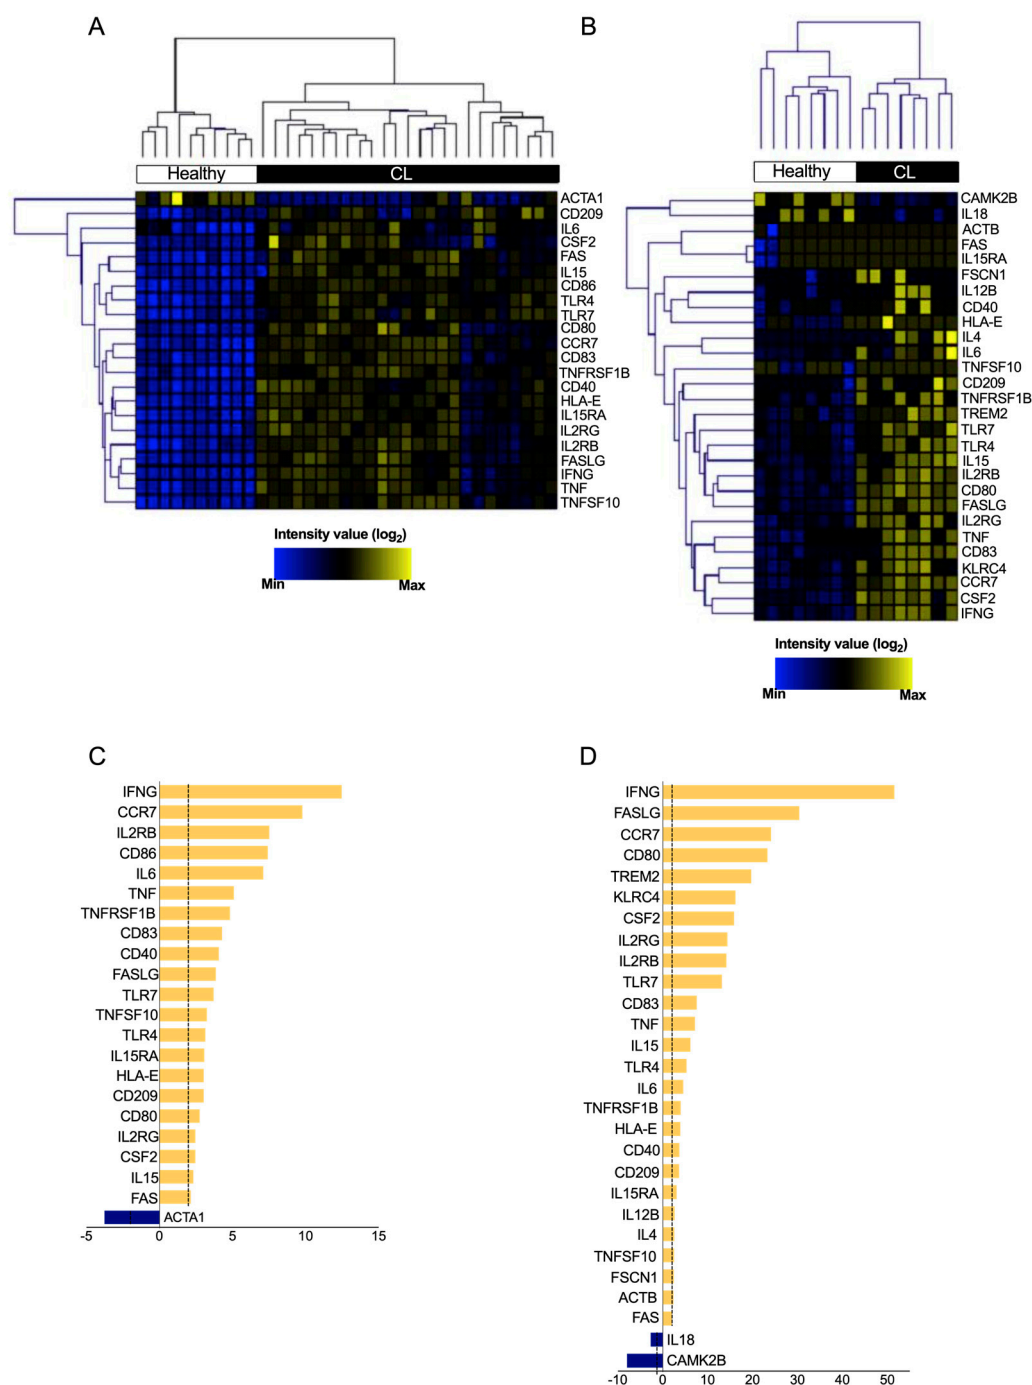 A
Healthy
CL
ACTA1
CD209
IL6
CSF2
FAS
IL15
CD86
TLR4
TLR7
CD80
CCR7
CD83
TNFRSF1B
CD40
HLA-E
IL15RA
IL2RG
IL2RB
FASLG
IFNG
TNF
TNFSF10
Intensity value (log2)
Min
Max
B
Healthy
CL
CAMK2B
IL18
ACTB
FAS
IL15RA
FSCN1
IL12B
CD40
HLA-E
IL4
IL6
TNFSF10
CD209
TNFRSF1B
TREM2
TLR7
TLR4
IL15
IL2RB
CD80
FASLG
IL2RG
TNF
CD83
KLRC4
CCR7
CSF2
IFNG
Intensity value (log2)
Min
Max
C
IFNG
CCR7
IL2RB
CD86
IL6
TNF
TNFRSF1B
CD83
CD40
FASLG
TLR7
TNFSF10
TLR4
IL15RA
HLA-E
CD209
CD80
IL2RG
CSF2
IL15
FAS
ACTA1
-5 0 5 10 15
D
IFNG
FASLG
CCR7
CD80
TREM2
KLRC4
CSF2
IL2RG
IL2RB
TLR7
CD83
TNF
IL15
TLR4
IL6
TNFRSF1B
HLA-E
CD40
CD209
IL15RA
IL12B
IL4
TNFSF10
FSCN1
ACTB
FAS
IL18
CAMK2B
-10 0 10 20 30 40 50